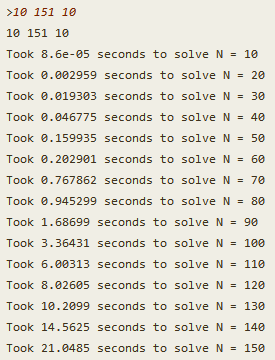 >10 151 10
10 151 10
Took 8.6e-05 seconds to solve N = 10
Took 0.002959 seconds to solve N = 20
Took 0.019303 seconds to solve N = 30
Took 0.046775 seconds to solve N = 40
Took 0.159935 seconds to solve N = 50
Took 0.202901 seconds to solve N = 60
Took 0.767862 seconds to solve N = 70
Took 0.945299 seconds to solve N = 80
Took 1.68699 seconds to solve N = 90
Took 3.36431 seconds to solve N = 100
Took 6.00313 seconds to solve N = 110
Took 8.02605 seconds to solve N = 120
Took 10.2099 seconds to solve N = 130
Took 14.5625 seconds to solve N = 140
Took 21.0485 seconds to solve N = 150